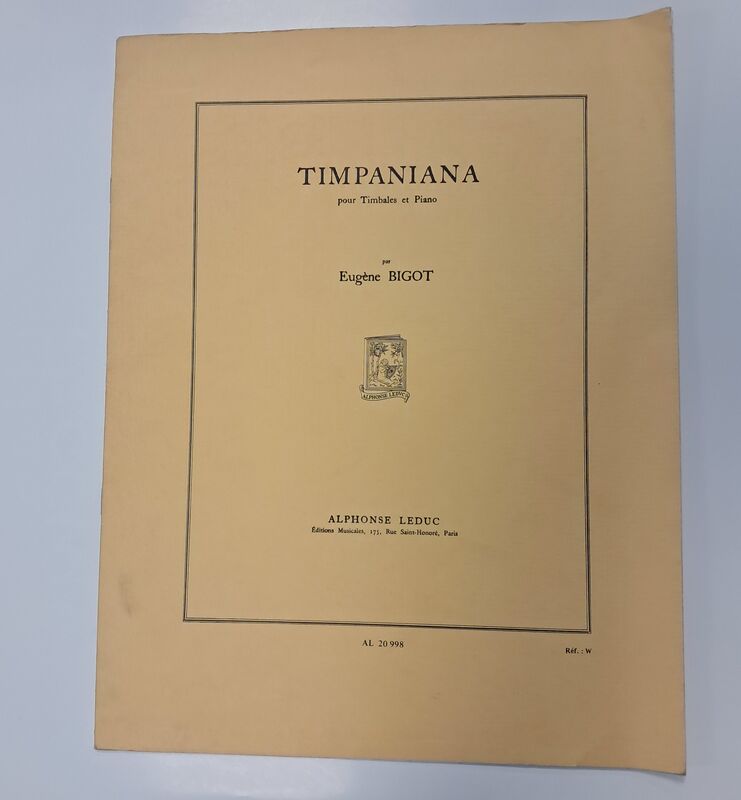 TIMPANIANA
pour Timbales et Piano
par
Eugène BIGOT
ALPHONSE LEDUC
ALPHONSE LEDUC
Éditions Musicales, 175, Rue Saint-Honoré, Paris
AL 20 998
Réf. : W